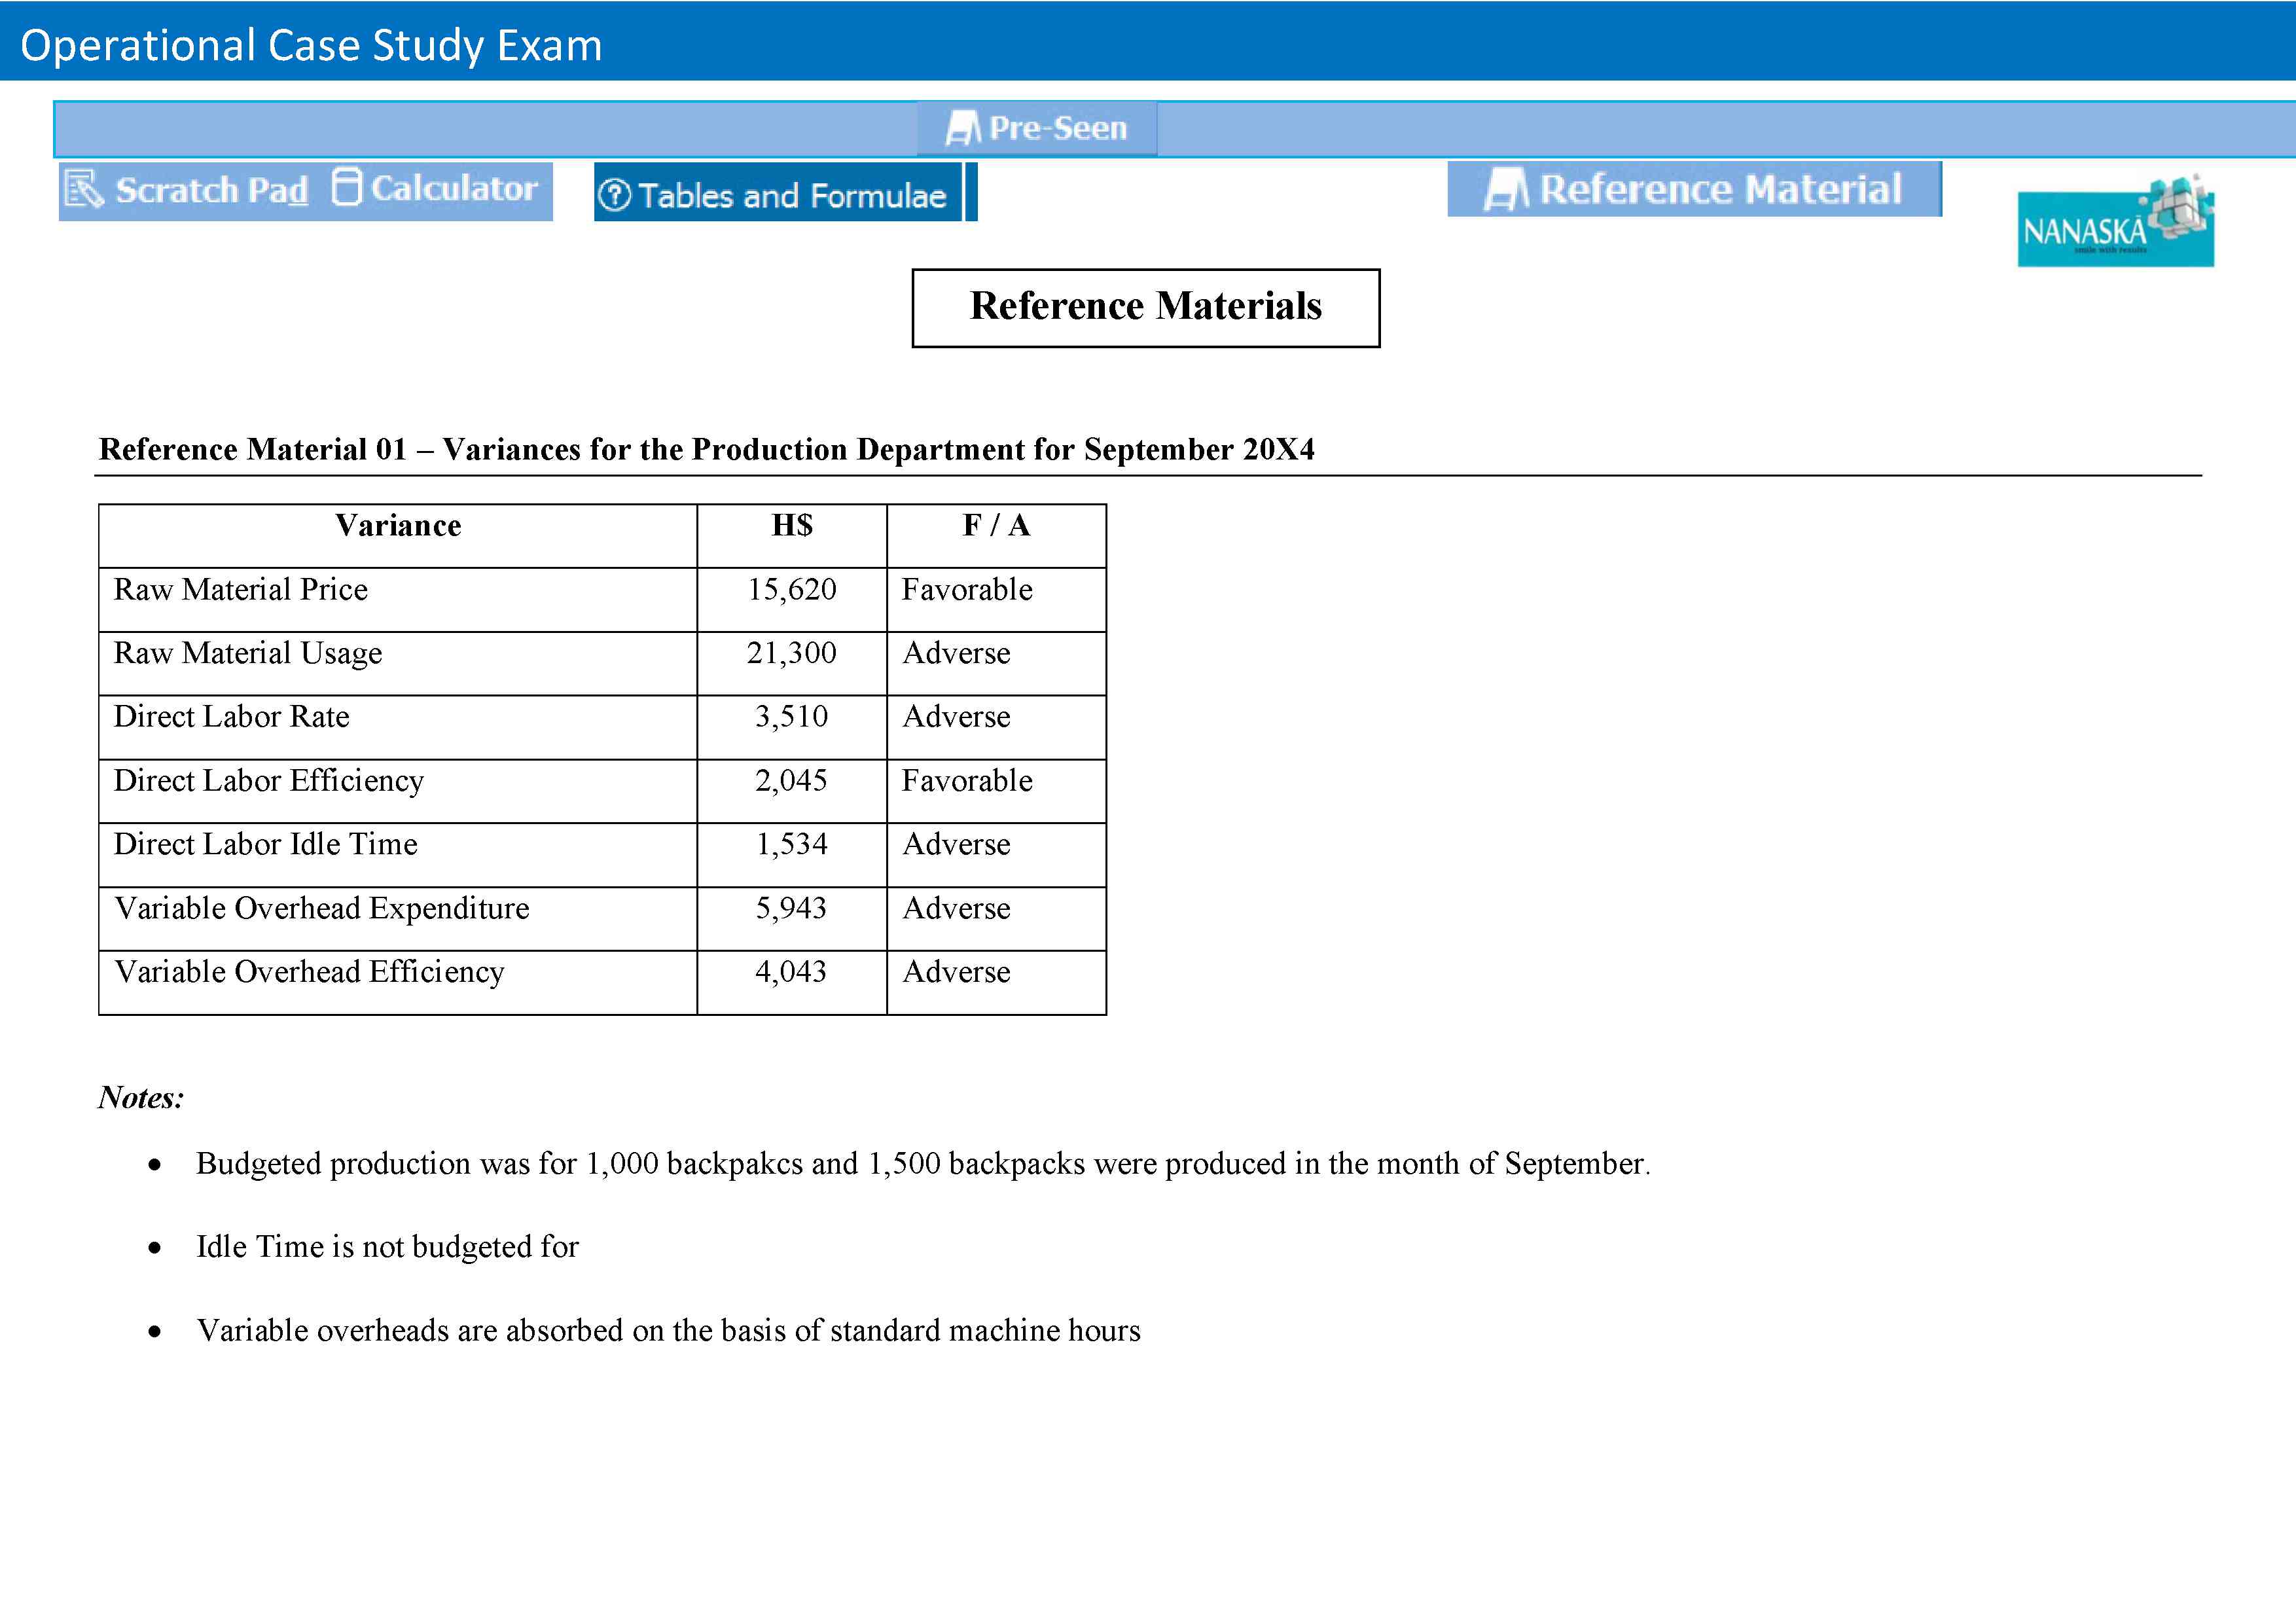 Operational Case Study Exam
Pre-Seen
Scratch Pad Calculator Tables and Formulae Reference Material
NANASKĀ
smile with results
Reference Materials
Reference Material 01 – Variances for the Production Department for September 20X4
Variance H$ F / A
Raw Material Price 15,620 Favorable
Raw Material Usage 21,300 Adverse
Direct Labor Rate 3,510 Adverse
Direct Labor Efficiency 2,045 Favorable
Direct Labor Idle Time 1,534 Adverse
Variable Overhead Expenditure 5,943 Adverse
Variable Overhead Efficiency 4,043 Adverse
Notes:
• Budgeted production was for 1,000 backpakcs and 1,500 backpacks were produced in the month of September.
• Idle Time is not budgeted for
• Variable overheads are absorbed on the basis of standard machine hours